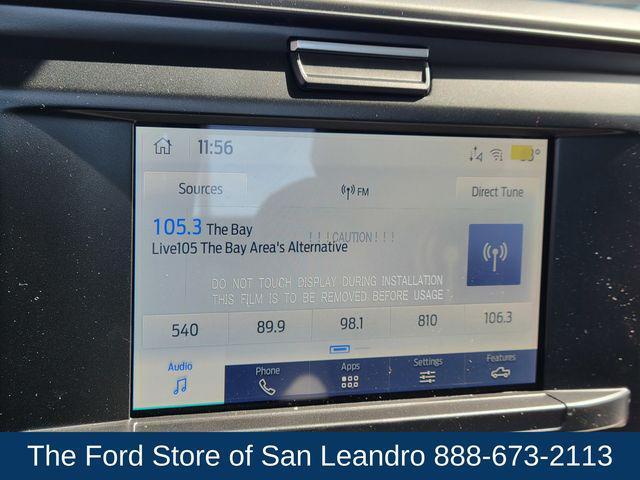 11:56
Sources
FM
Direct Tune
105.3 The Bay
Live105 The Bay Area's Alternative
! ! ! CAUTION ! ! !
DO NOT TOUCH DISPLAY DURING INSTALLATION
THIS FILM IS TO BE REMOVED BEFORE USAGE
540 89.9 98.1 810 106.3
Audio Phone Apps Settings Features
The Ford Store of San Leandro 888-673-2113